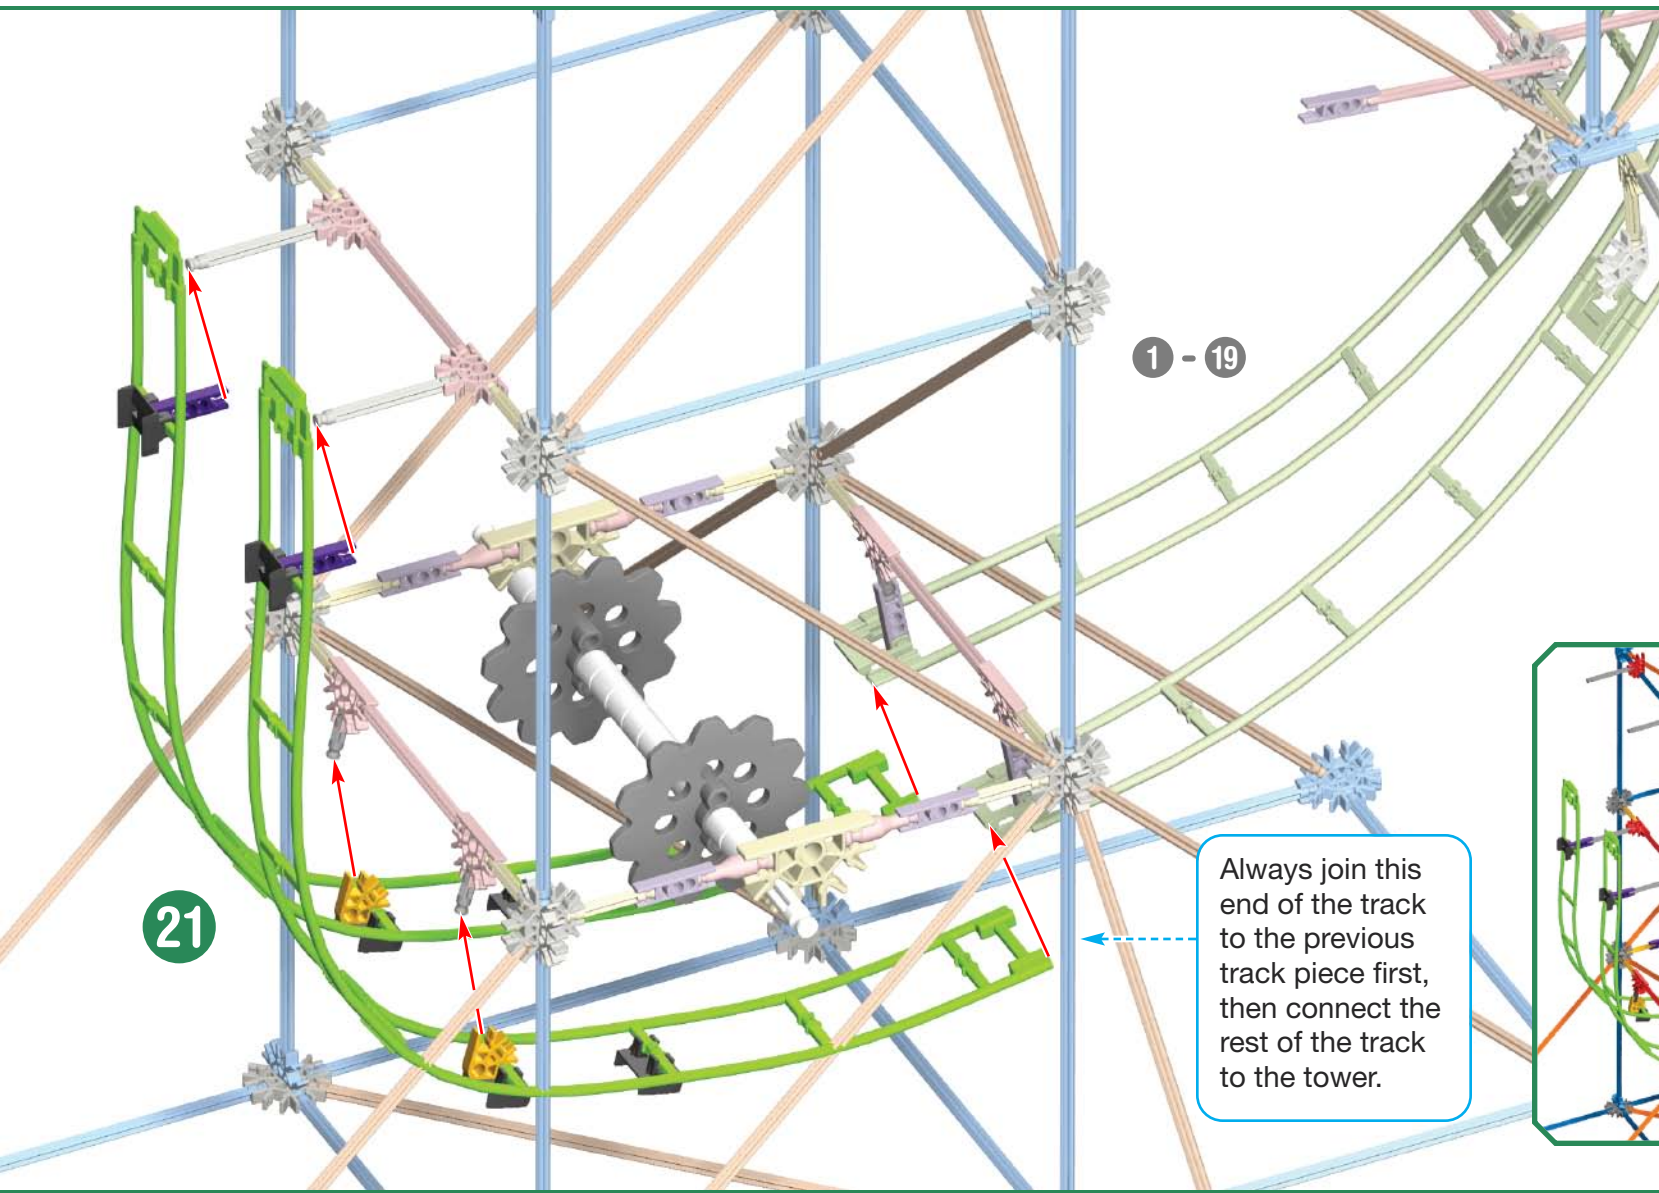 1 - 19
21
Always join this
end of the track
to the previous
track piece first,
then connect the
rest of the track
to the tower.